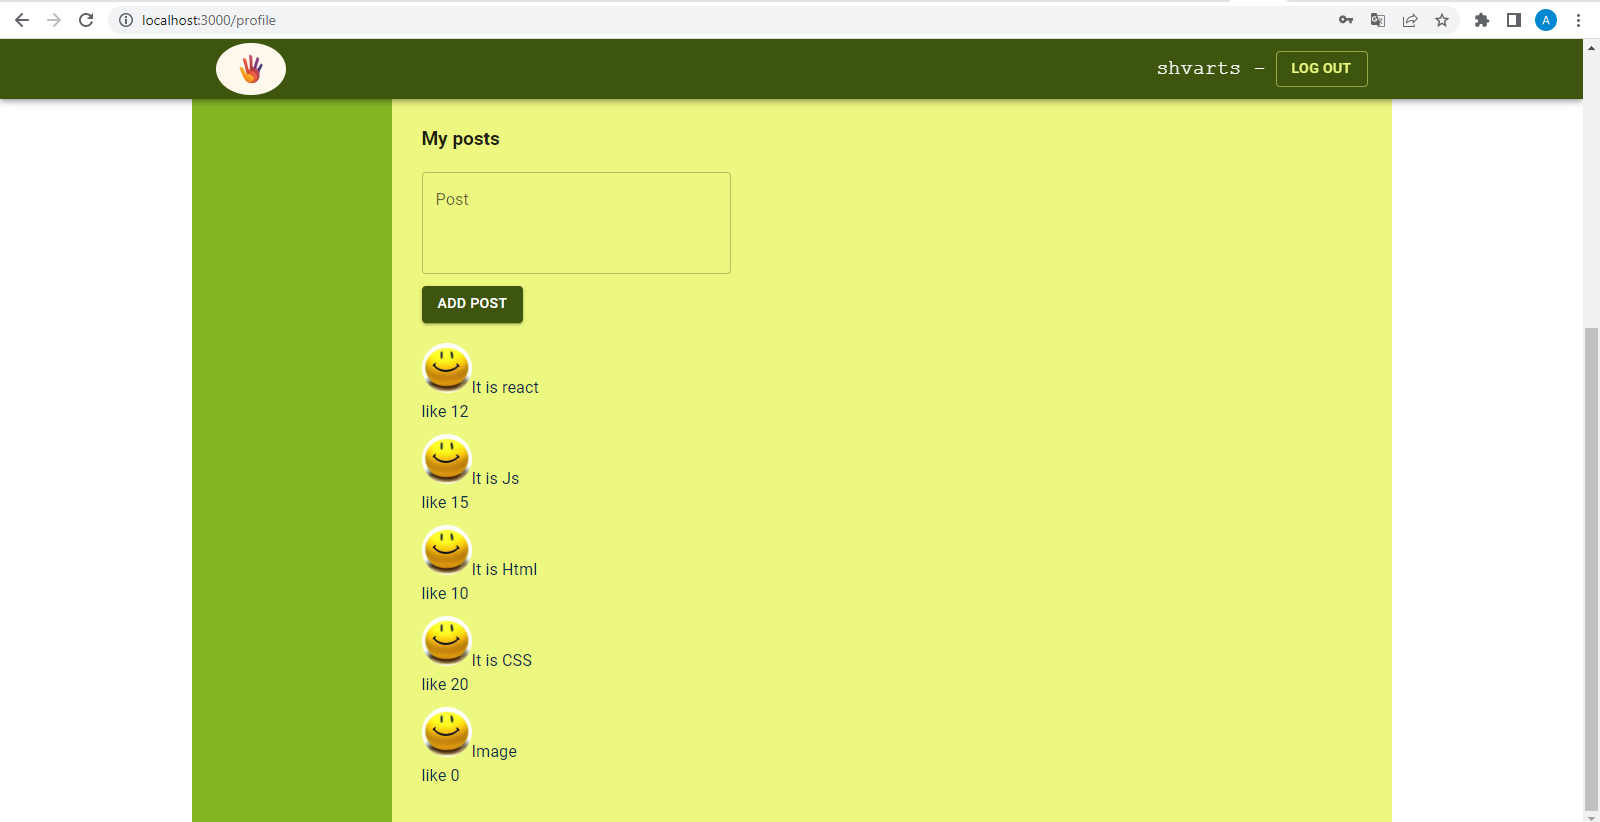 localhost:3000/profile
A
shvarts - LOG OUT
My posts
Post
ADD POST
It is react
like 12
It is Js
like 15
It is Html
like 10
It is CSS
like 20
Image
like 0